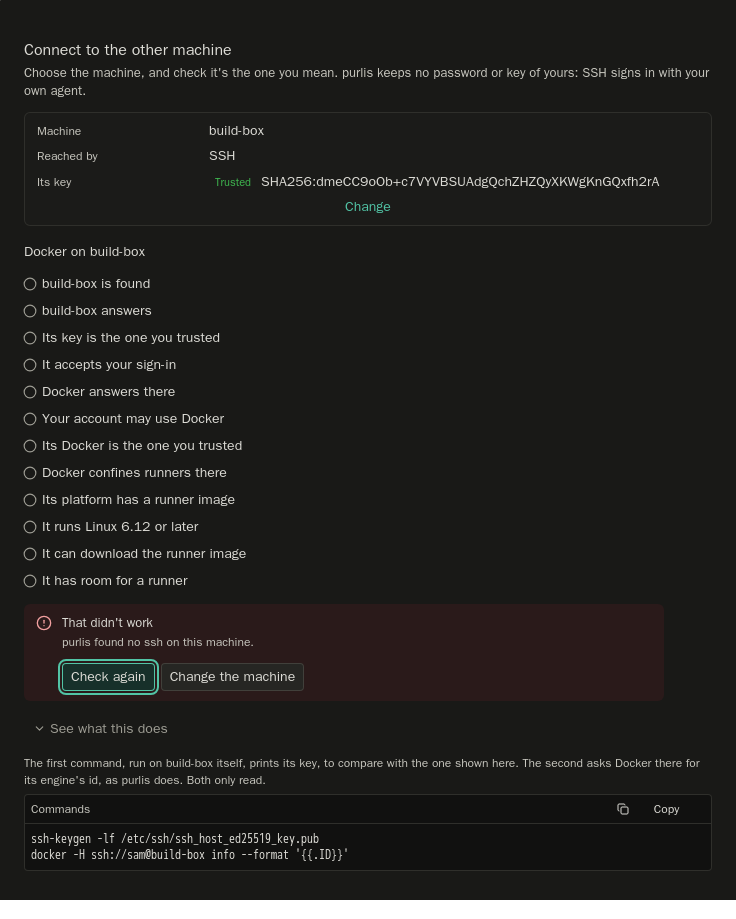 Connect to the other machine
Choose the machine, and check it's the one you mean. purlis keeps no password or key of yours: SSH signs in with your
own agent.
Machine build-box
Reached by SSH
Its key Trusted SHA256:dmeCC9oOb+c7VYVBSUAdgQchZHZQyXKWgKnGQxfh2rA
Change
Docker on build-box
build-box is found
build-box answers
Its key is the one you trusted
It accepts your sign-in
Docker answers there
Your account may use Docker
Its Docker is the one you trusted
Docker confines runners there
Its platform has a runner image
It runs Linux 6.12 or later
It can download the runner image
It has room for a runner
That didn't work
purlis found no ssh on this machine.
Check again Change the machine
See what this does
The first command, run on build-box itself, prints its key, to compare with the one shown here. The second asks Docker there for
its engine's id, as purlis does. Both only read.
Commands Copy
ssh-keygen -lf /etc/ssh/ssh_host_ed25519_key.pub
docker -H ssh://sam@build-box info --format '{{.ID}}'